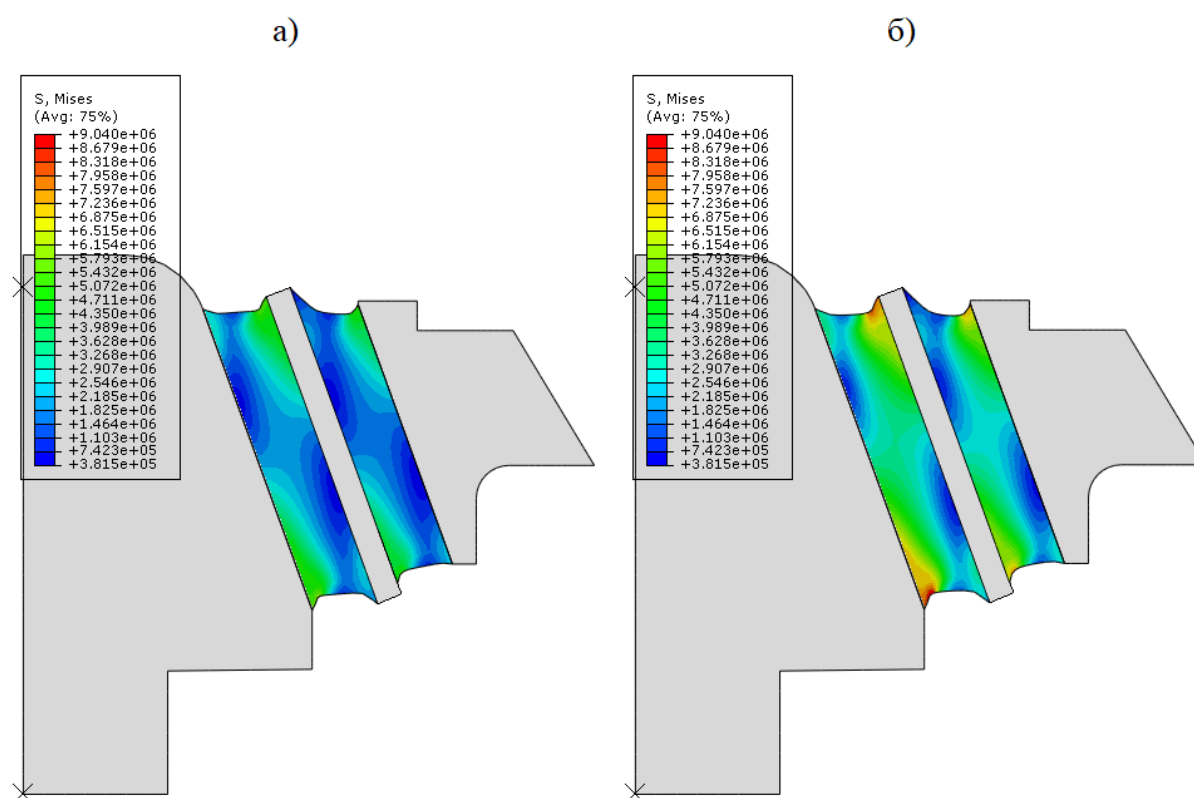 а)
б)
S, Mises
(Avg: 75%)
+9.040e+06
+8.679e+06
+8.318e+06
+7.958e+06
+7.597e+06
+7.236e+06
+6.875e+06
+6.515e+06
+6.154e+06
+5.793e+06
+5.432e+06
+5.072e+06
+4.711e+06
+4.350e+06
+3.989e+06
+3.628e+06
+3.268e+06
+2.907e+06
+2.546e+06
+2.185e+06
+1.825e+06
+1.464e+06
+1.103e+06
+7.423e+05
+3.815e+05
S, Mises
(Avg: 75%)
+9.040e+06
+8.679e+06
+8.318e+06
+7.958e+06
+7.597e+06
+7.236e+06
+6.875e+06
+6.515e+06
+6.154e+06
+5.793e+06
+5.432e+06
+5.072e+06
+4.711e+06
+4.350e+06
+3.989e+06
+3.628e+06
+3.268e+06
+2.907e+06
+2.546e+06
+2.185e+06
+1.825e+06
+1.464e+06
+1.103e+06
+7.423e+05
+3.815e+05